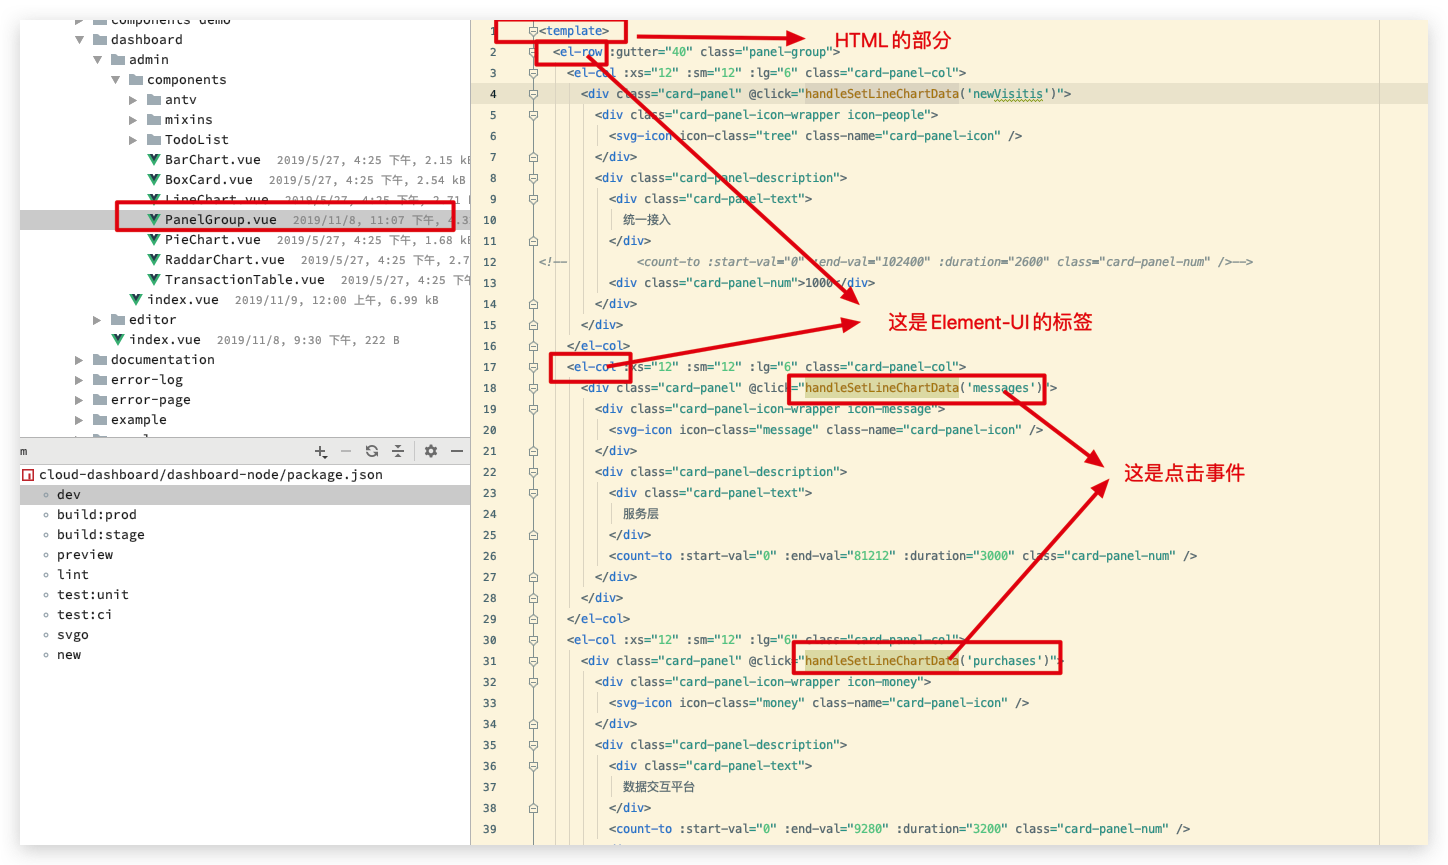 components-demo
dashboard
admin
components
antv
mixins
TodoList
BarChart.vue 2019/5/27, 4:25 下午, 2.15 kB
BoxCard.vue 2019/5/27, 4:25 下午, 2.54 kB
LineChart.vue 2019/5/27, 4:25 下午, 2.71
PanelGroup.vue 2019/11/8, 11:07 下午, 4.3
PieChart.vue 2019/5/27, 4:25 下午, 1.68 kB
RaddarChart.vue 2019/5/27, 4:25 下午, 2.7
TransactionTable.vue 2019/5/27, 4:25 下午,
index.vue 2019/11/9, 12:00 上午, 6.99 kB
editor
index.vue 2019/11/8, 9:30 下午, 222 B
documentation
error-log
error-page
example
m
cloud-dashboard/dashboard-node/package.json
dev
build:prod
build:stage
preview
lint
test:unit
test:ci
svgo
new
1 <template>
2 <el-row :gutter="40" class="panel-group">
3 <el-col :xs="12" :sm="12" :lg="6" class="card-panel-col">
4 <div class="card-panel" @click="handleSetLineChartData('newVisitis')">
5 <div class="card-panel-icon-wrapper icon-people">
6 <svg-icon icon-class="tree" class-name="card-panel-icon" />
7 </div>
8 <div class="card-panel-description">
9 <div class="card-panel-text">
10 统一接入
11 </div>
12 <!-- <count-to :start-val="0" :end-val="102400" :duration="2600" class="card-panel-num" />-->
13 <div class="card-panel-num">1000</div>
14 </div>
15 </div>
16 </el-col>
17 <el-col :xs="12" :sm="12" :lg="6" class="card-panel-col">
18 <div class="card-panel" @click="handleSetLineChartData('messages')">
19 <div class="card-panel-icon-wrapper icon-message">
20 <svg-icon icon-class="message" class-name="card-panel-icon" />
21 </div>
22 <div class="card-panel-description">
23 <div class="card-panel-text">
24 服务层
25 </div>
26 <count-to :start-val="0" :end-val="81212" :duration="3000" class="card-panel-num" />
27 </div>
28 </div>
29 </el-col>
30 <el-col :xs="12" :sm="12" :lg="6" class="card-panel-col">
31 <div class="card-panel" @click="handleSetLineChartData('purchases')">
32 <div class="card-panel-icon-wrapper icon-money">
33 <svg-icon icon-class="money" class-name="card-panel-icon" />
34 </div>
35 <div class="card-panel-description">
36 <div class="card-panel-text">
37 数据交互平台
38 </div>
39 <count-to :start-val="0" :end-val="9280" :duration="3200" class="card-panel-num" />
HTML的部分
这是Element-UI的标签
这是点击事件